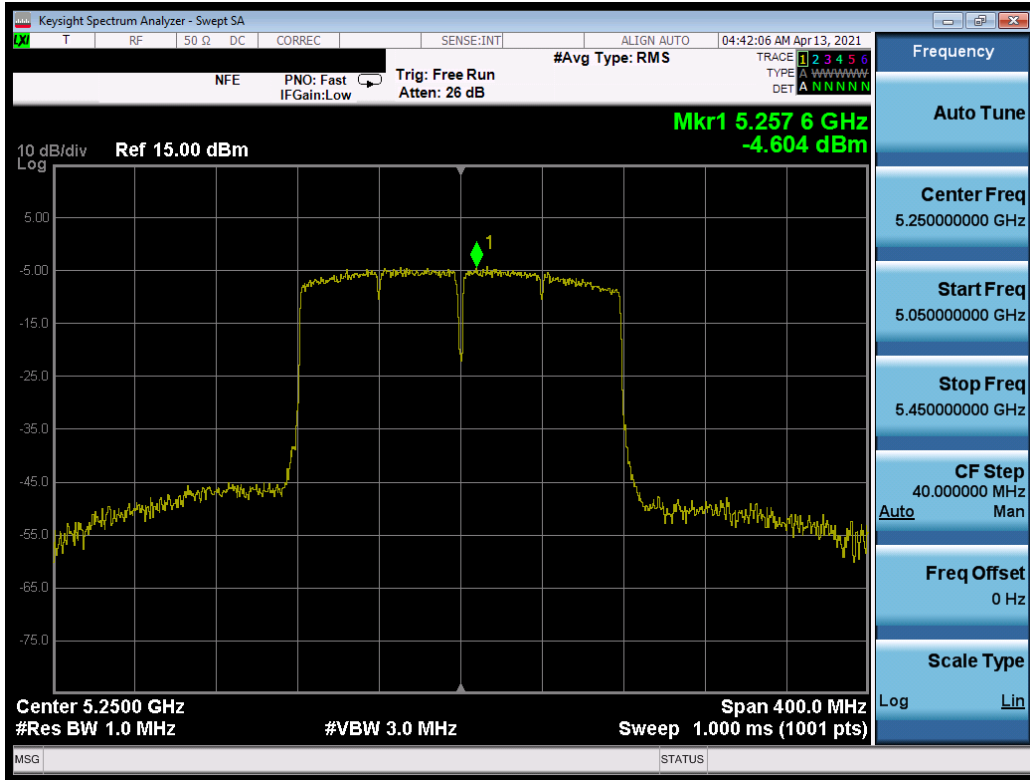 Keysight Spectrum Analyzer - Swept SA
LXI T RF 50 Ω DC CORREC SENSE:INT ALIGN AUTO 04:42:06 AM Apr 13, 2021
NFE PNO: Fast IFGain:Low Trig: Free Run Atten: 26 dB #Avg Type: RMS
TRACE 1 2 3 4 5 6
TYPE A WWWWW
DET A N N N N N
Mkr1 5.257 6 GHz
-4.604 dBm
10 dB/div Ref 15.00 dBm
Log
1
5.00
-5.00
-15.0
-25.0
-35.0
-45.0
-55.0
-65.0
-75.0
Center 5.2500 GHz Span 400.0 MHz
#Res BW 1.0 MHz #VBW 3.0 MHz Sweep 1.000 ms (1001 pts)
MSG STATUS
Frequency
Auto Tune
Center Freq
5.250000000 GHz
Start Freq
5.050000000 GHz
Stop Freq
5.450000000 GHz
CF Step
40.000000 MHz
Auto Man
Freq Offset
0 Hz
Scale Type
Log Lin